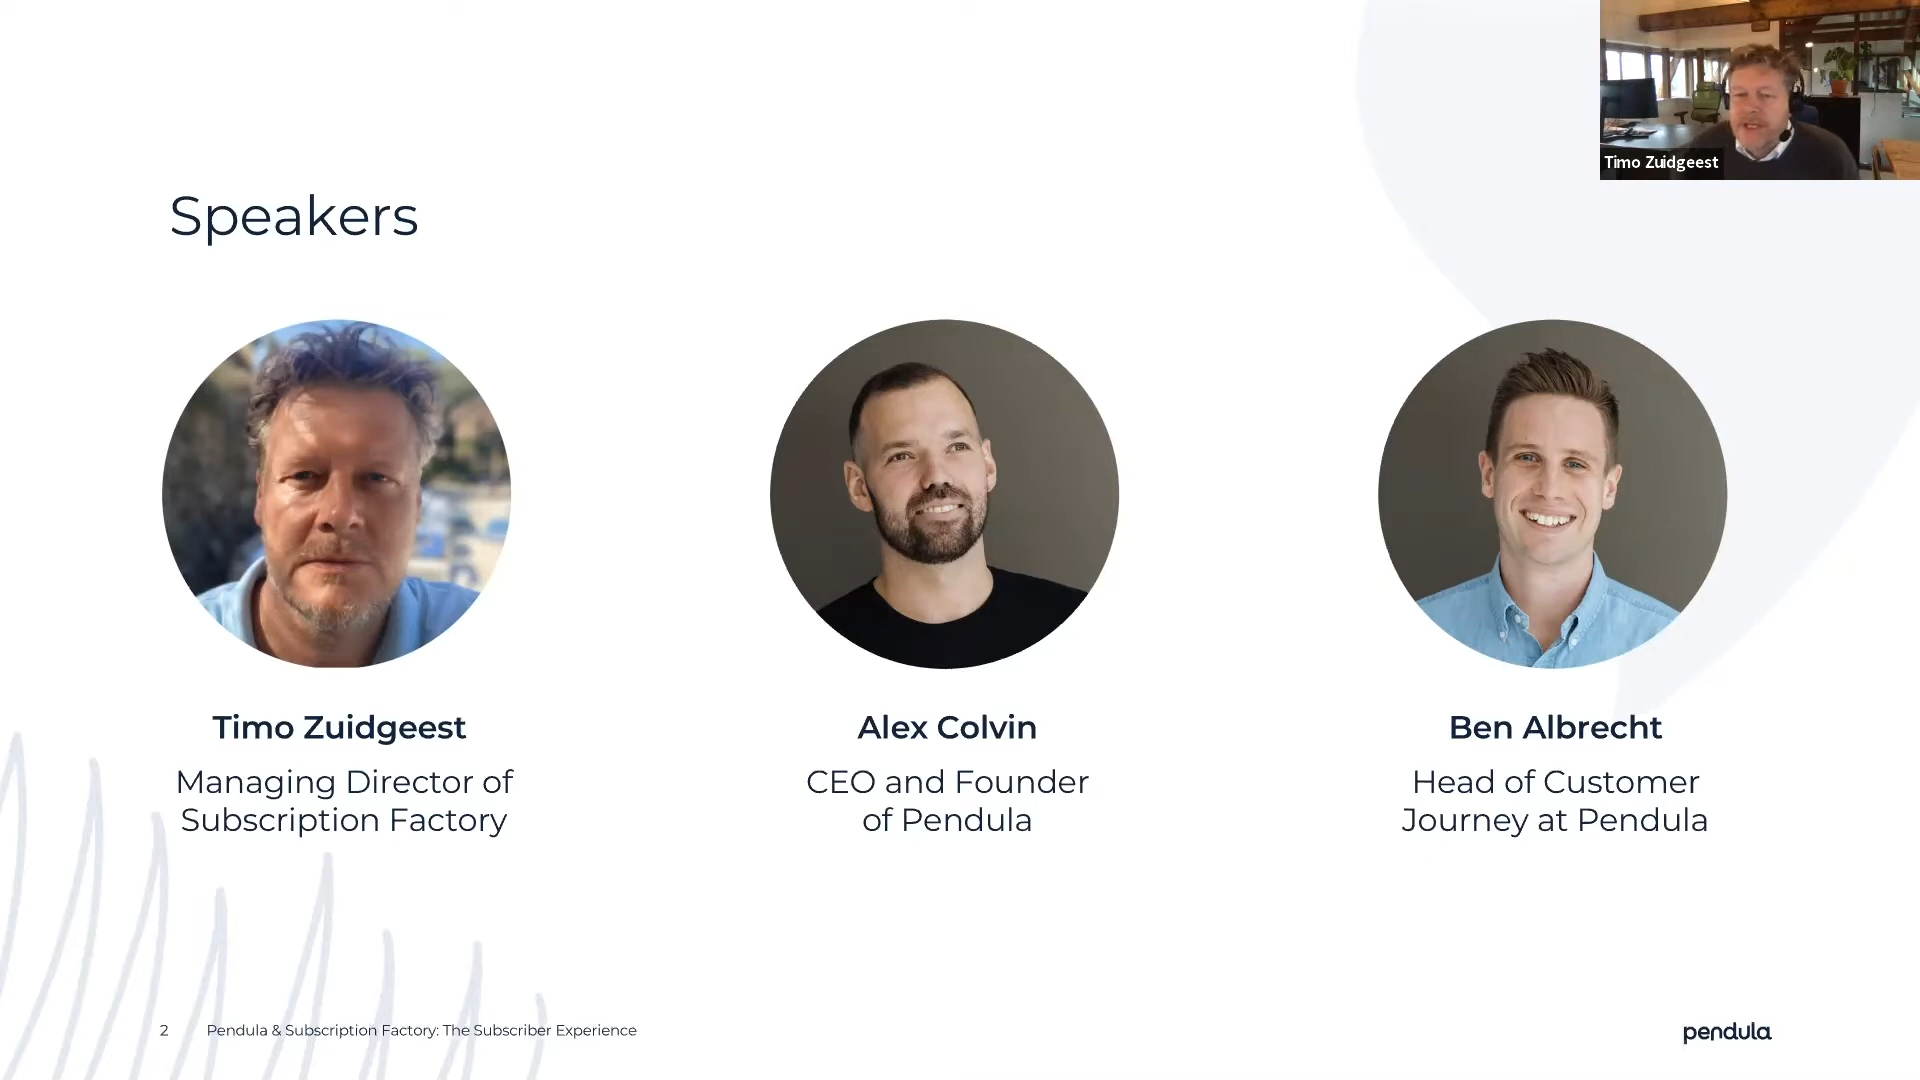 Timo Zuidgeest
Speakers
Timo Zuidgeest
Managing Director of
Subscription Factory
Alex Colvin
CEO and Founder
of Pendula
Ben Albrecht
Head of Customer
Journey at Pendula
2
Pendula & Subscription Factory: The Subscriber Experience
pendula